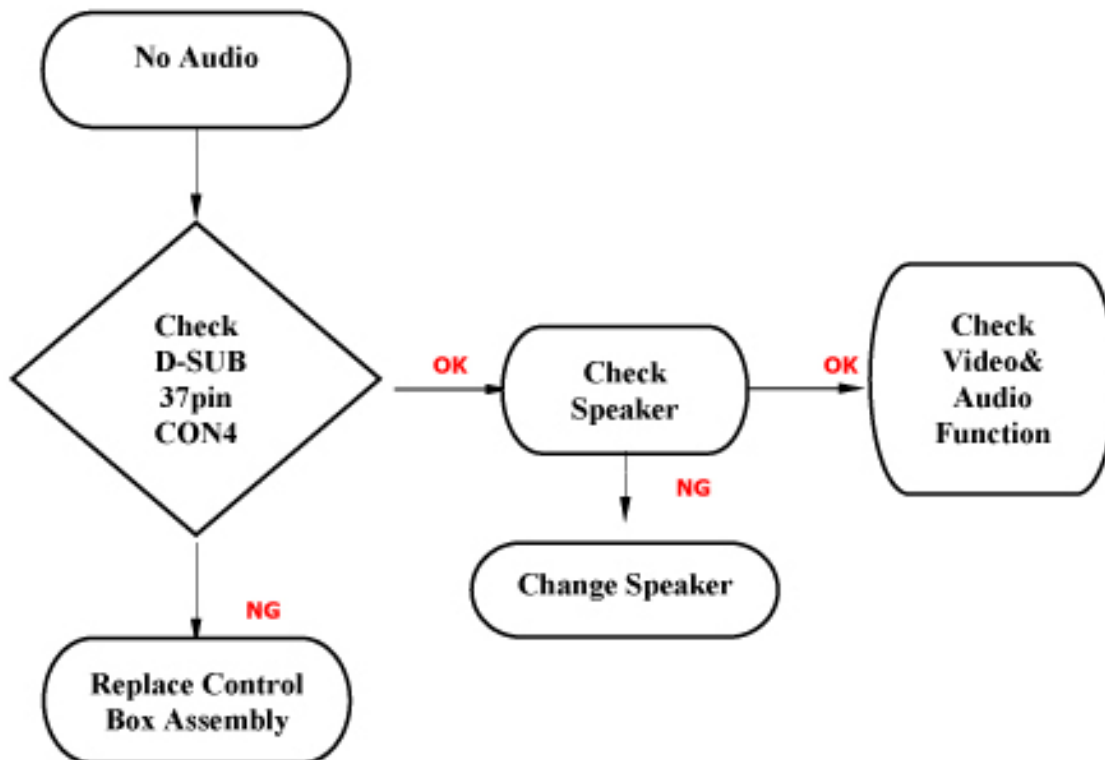 No Audio
Check
D-SUB
37pin
CON4
OK
Check
Speaker
OK
Check
Video&
Audio
Function
NG
Change Speaker
NG
Replace Control
Box Assembly